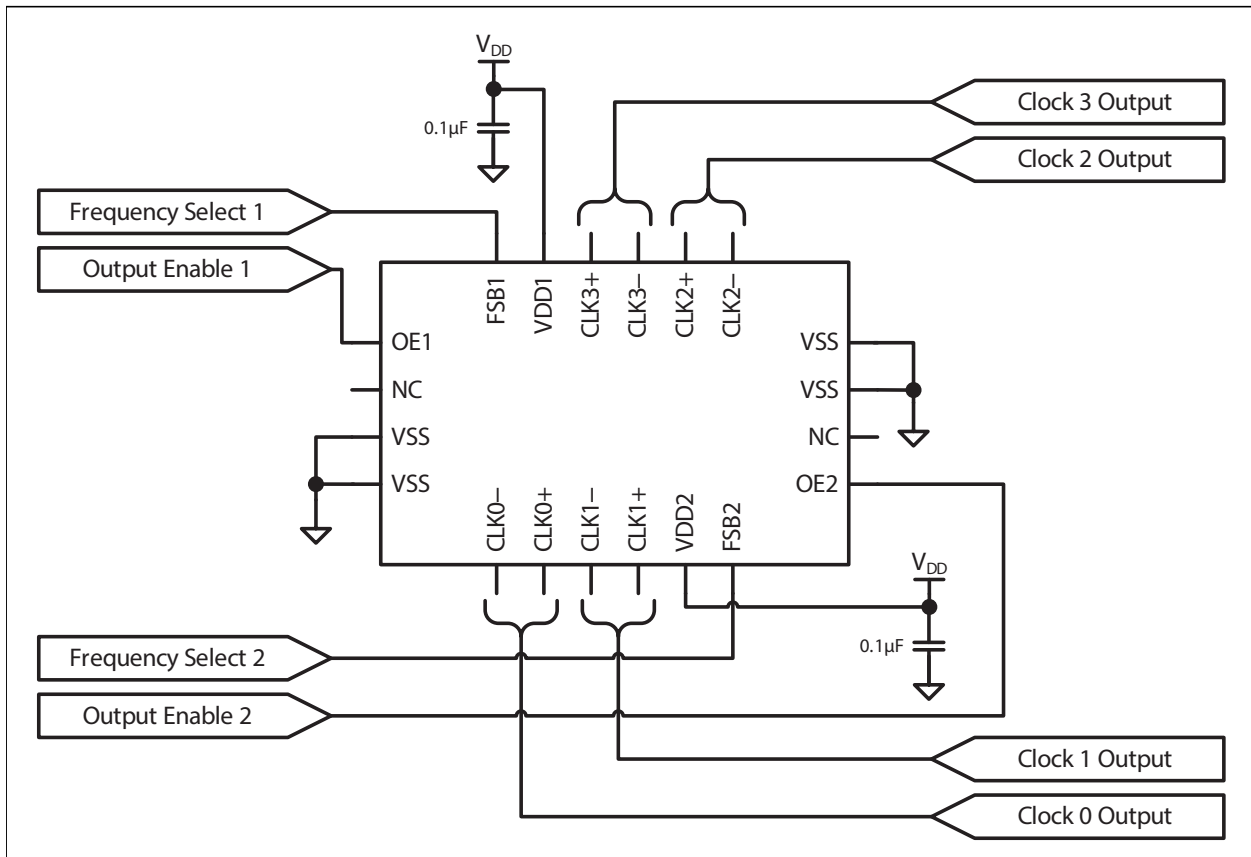 V_DD
0.1µF
Clock 3 Output
Clock 2 Output
Frequency Select 1
Output Enable 1
FSB1
VDD1
CLK3+
CLK3−
CLK2+
CLK2−
OE1
NC
VSS
VSS
VSS
VSS
NC
OE2
CLK0−
CLK0+
CLK1−
CLK1+
VDD2
FSB2
V_DD
0.1µF
Frequency Select 2
Output Enable 2
Clock 1 Output
Clock 0 Output